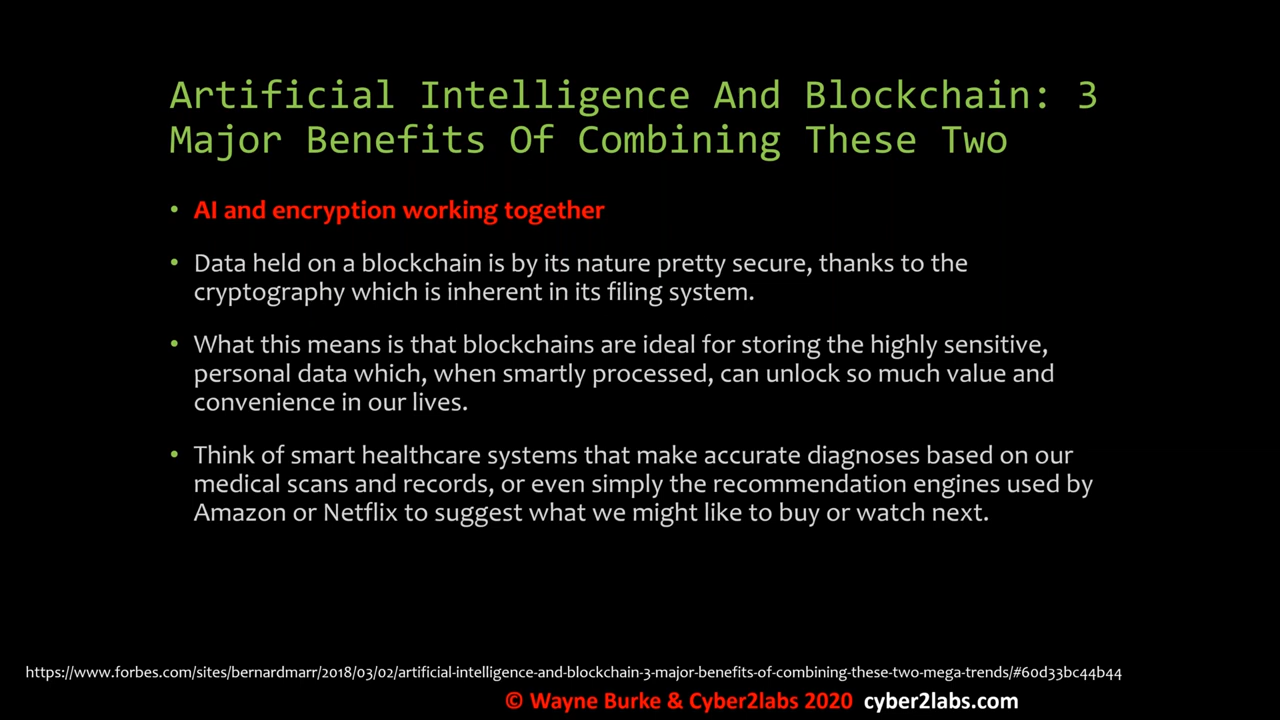 Artificial Intelligence And Blockchain: 3
Major Benefits Of Combining These Two
• AI and encryption working together
• Data held on a blockchain is by its nature pretty secure, thanks to the
cryptography which is inherent in its filing system.
• What this means is that blockchains are ideal for storing the highly sensitive,
personal data which, when smartly processed, can unlock so much value and
convenience in our lives.
• Think of smart healthcare systems that make accurate diagnoses based on our
medical scans and records, or even simply the recommendation engines used by
Amazon or Netflix to suggest what we might like to buy or watch next.
https://www.forbes.com/sites/bernardmarr/2018/03/02/artificial-intelligence-and-blockchain-3-major-benefits-of-combining-these-two-mega-trends/#60d33bc44b44
© Wayne Burke & Cyber2labs 2020 cyber2labs.com